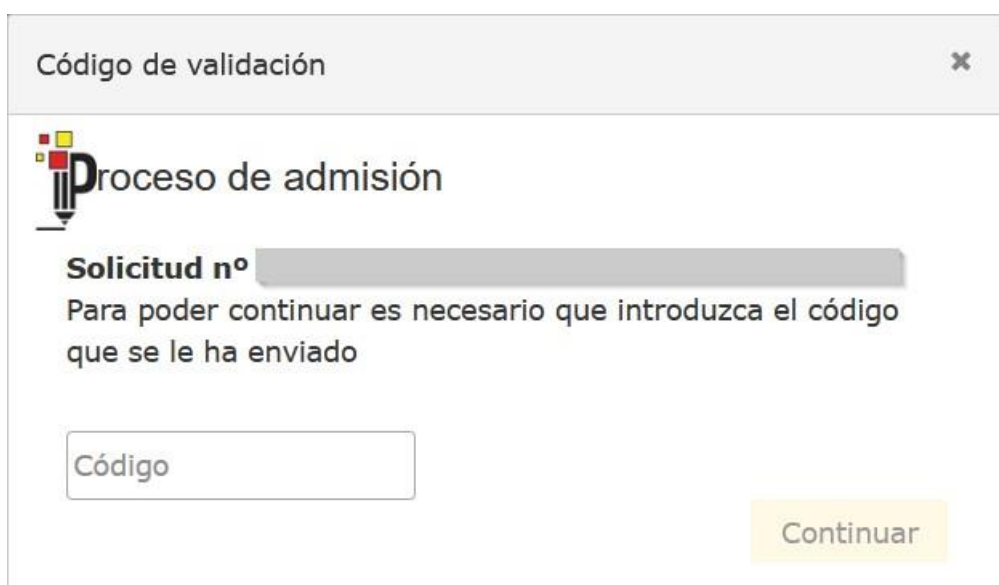 Código de validación
Proceso de admisión
Solicitud nº
Para poder continuar es necesario que introduzca el código
que se le ha enviado
Código
Continuar